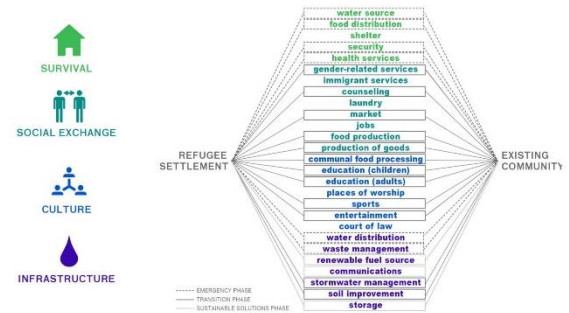 SURVIVAL
SOCIAL EXCHANGE
CULTURE
INFRASTRUCTURE
REFUGEE
SETTLEMENT
water source
food distribution
shelter
security
health services
gender-related services
immigrant services
counseling
laundry
market
jobs
food production
production of goods
communal food processing
education (children)
education (adults)
places of worship
sports
entertainment
court of law
water distribution
waste management
renewable fuel source
communications
stormwater management
soil improvement
storage
EXISTING
COMMUNITY
EMERGENCY PHASE
TRANSITION PHASE
SUSTAINABLE SOLUTIONS PHASE